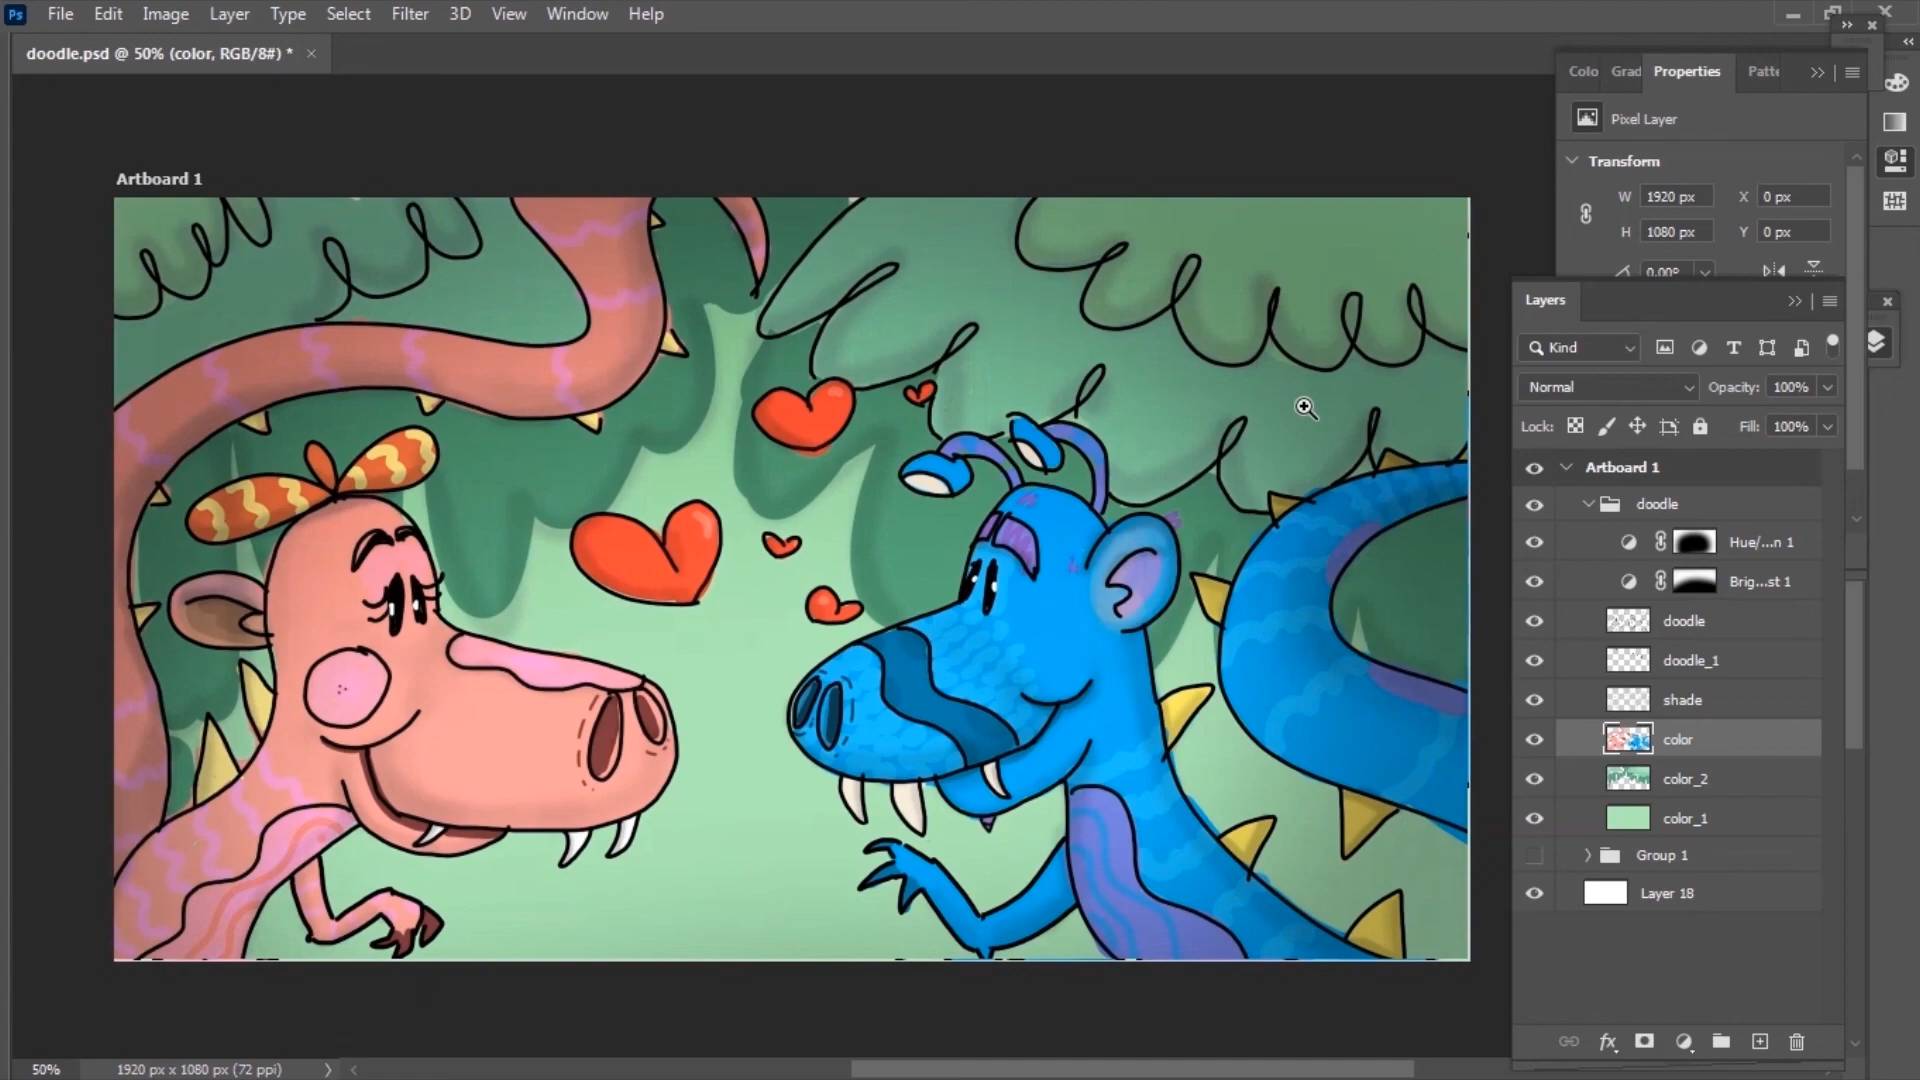 Ps File Edit Image Layer Type Select Filter 3D View Window Help
doodle.psd @ 50% (color, RGB/8#) *
Colo Grad Properties Patte
Pixel Layer
Transform
W 1920 px X 0 px
H 1080 px Y 0 px
0.00°
Artboard 1
Layers
Kind
Normal Opacity: 100%
Lock: Fill: 100%
Artboard 1
doodle
Hue/...n 1
Brig...st 1
doodle
doodle_1
shade
color
color_2
color_1
Group 1
Layer 18
fx
50% 1920 px x 1080 px (72 ppi)